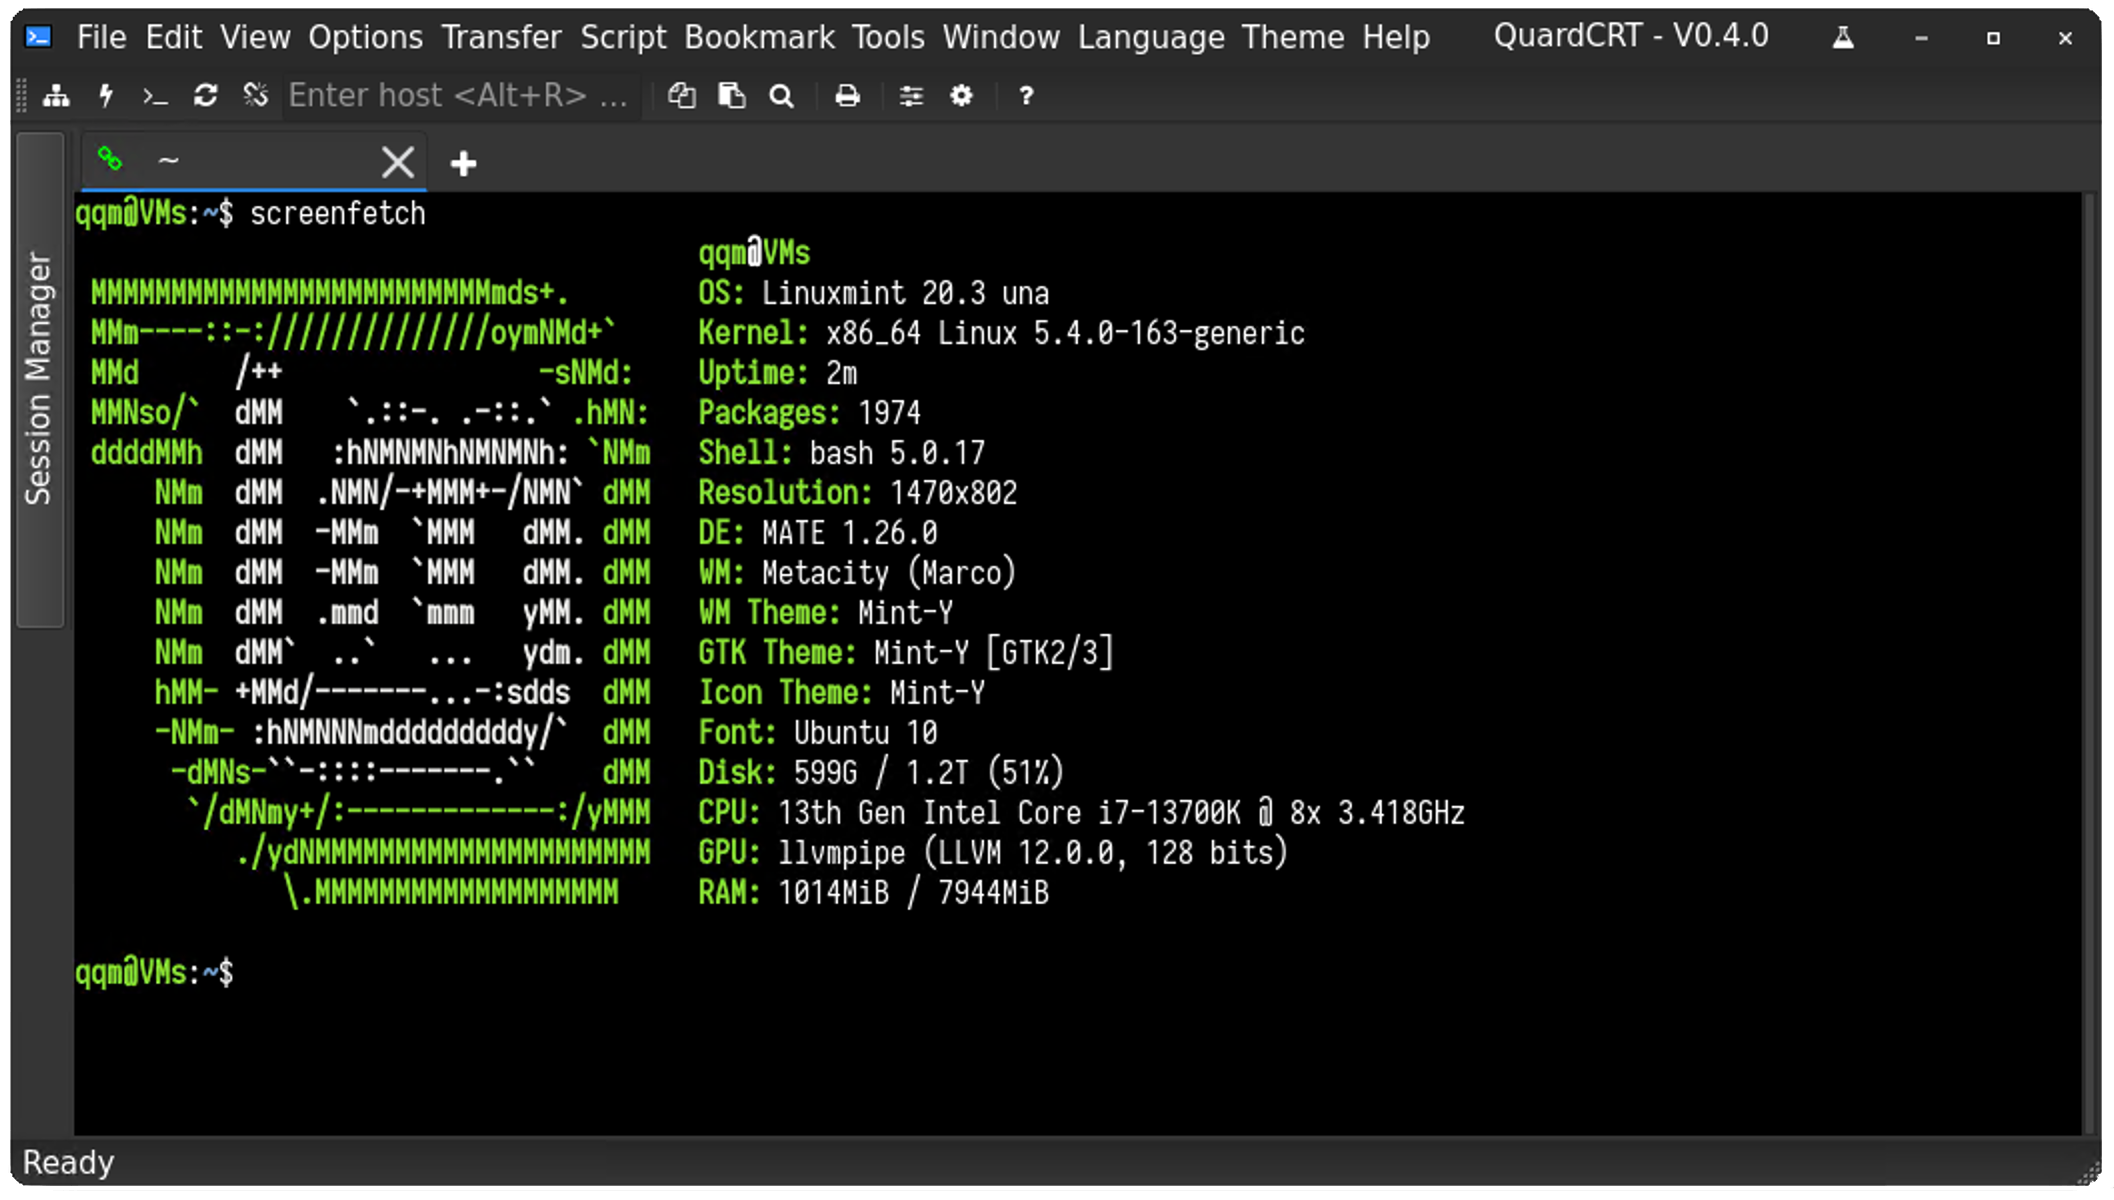 File Edit View Options Transfer Script Bookmark Tools Window Language Theme Help QuardCRT - V0.4.0
Enter host <Alt+R> ... ?
~
Session Manager
qqm@VMs:~$ screenfetch
qqm@VMs
MMMMMMMMMMMMMMMMMMMMMMMMMmds+. OS: Linuxmint 20.3 una
MMm----::-://////////////oymNMd+` Kernel: x86_64 Linux 5.4.0-163-generic
MMd /++ -sNMd: Uptime: 2m
MMNso/` dMM `.::-. .-::.` .hMN: Packages: 1974
ddddMMh dMM :hNMNMNhNMNMNh: `NMm Shell: bash 5.0.17
NMm dMM .NMN/-+MMM+-/NMN` dMM Resolution: 1470x802
NMm dMM -MMm `MMM dMM. dMM DE: MATE 1.26.0
NMm dMM -MMm `MMM dMM. dMM WM: Metacity (Marco)
NMm dMM .mmd `mmm yMM. dMM WM Theme: Mint-Y
NMm dMM` ..` ... ydm. dMM GTK Theme: Mint-Y [GTK2/3]
hMM- +MMd/-------...-:sdds dMM Icon Theme: Mint-Y
-NMm- :hNMNNNmdddddddddy/` dMM Font: Ubuntu 10
-dMNs-``-::::-------.`` dMM Disk: 599G / 1.2T (51%)
`/dMNmy+/:-------------:/yMMM CPU: 13th Gen Intel Core i7-13700K @ 8x 3.418GHz
./ydNMMMMMMMMMMMMMMMMMMMMM GPU: llvmpipe (LLVM 12.0.0, 128 bits)
\.MMMMMMMMMMMMMMMMMMM RAM: 1014MiB / 7944MiB
qqm@VMs:~$
Ready